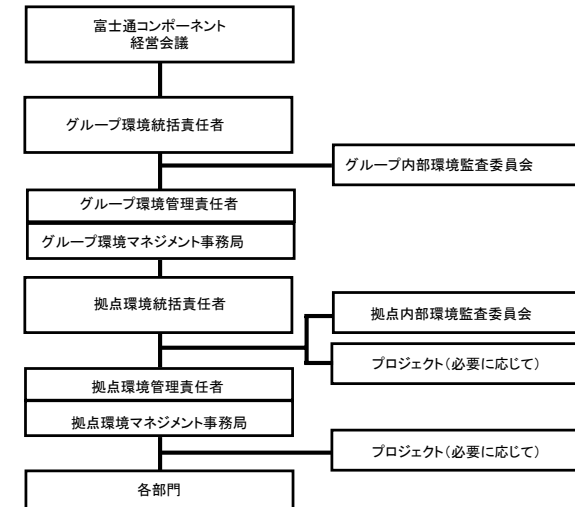 富士通コンポーネント
経営会議
グループ環境統括責任者
グループ内部環境監査委員会
グループ環境管理責任者
グループ環境マネジメント事務局
拠点環境統括責任者
拠点内部環境監査委員会
プロジェクト(必要に応じて)
拠点環境管理責任者
拠点環境マネジメント事務局
プロジェクト(必要に応じて)
各部門